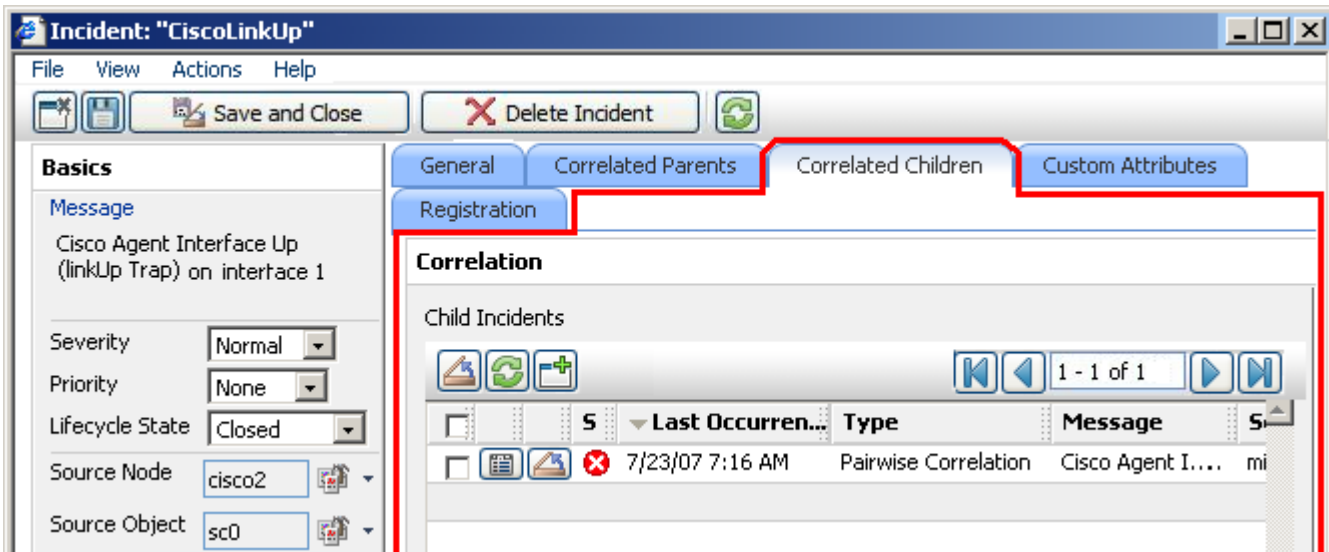 Incident: "CiscoLinkUp"
File View Actions Help
Save and Close Delete Incident
Basics
Message
Cisco Agent Interface Up
(linkUp Trap) on interface 1
Severity Normal
Priority None
Lifecycle State Closed
Source Node cisco2
Source Object sc0
General Correlated Parents Correlated Children Custom Attributes
Registration
Correlation
Child Incidents
1 - 1 of 1
S Last Occurren... Type Message
7/23/07 7:16 AM Pairwise Correlation Cisco Agent I.... mi